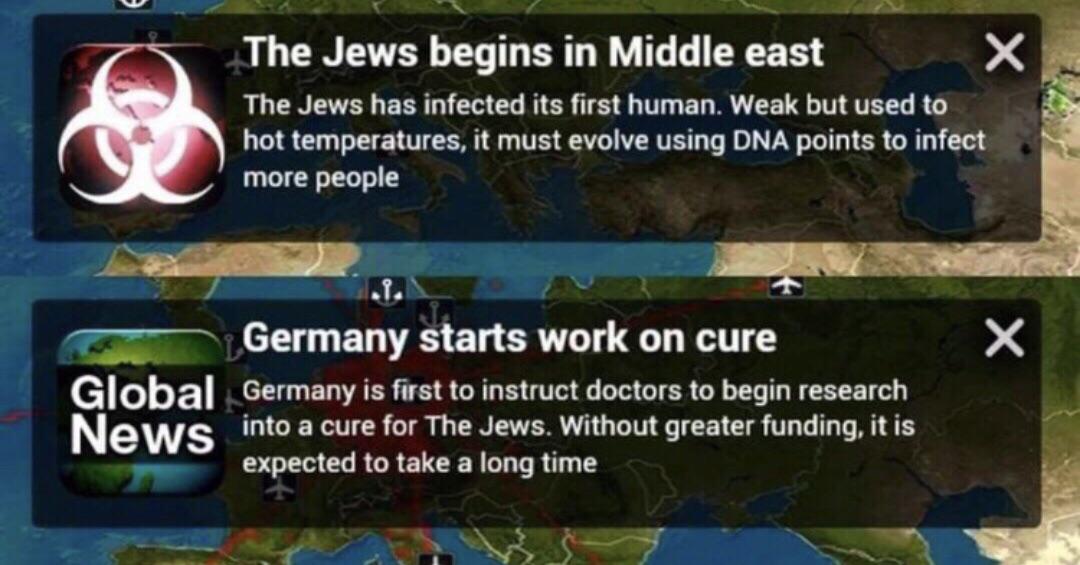 The Jews begins in Middle east
The Jews has infected its first human. Weak but used to
hot temperatures, it must evolve using DNA points to infect
more people
Germany starts work on cure
Global
News
Germany is first to instruct doctors to begin research
into a cure for The Jews. Without greater funding, it is
expected to take a long time